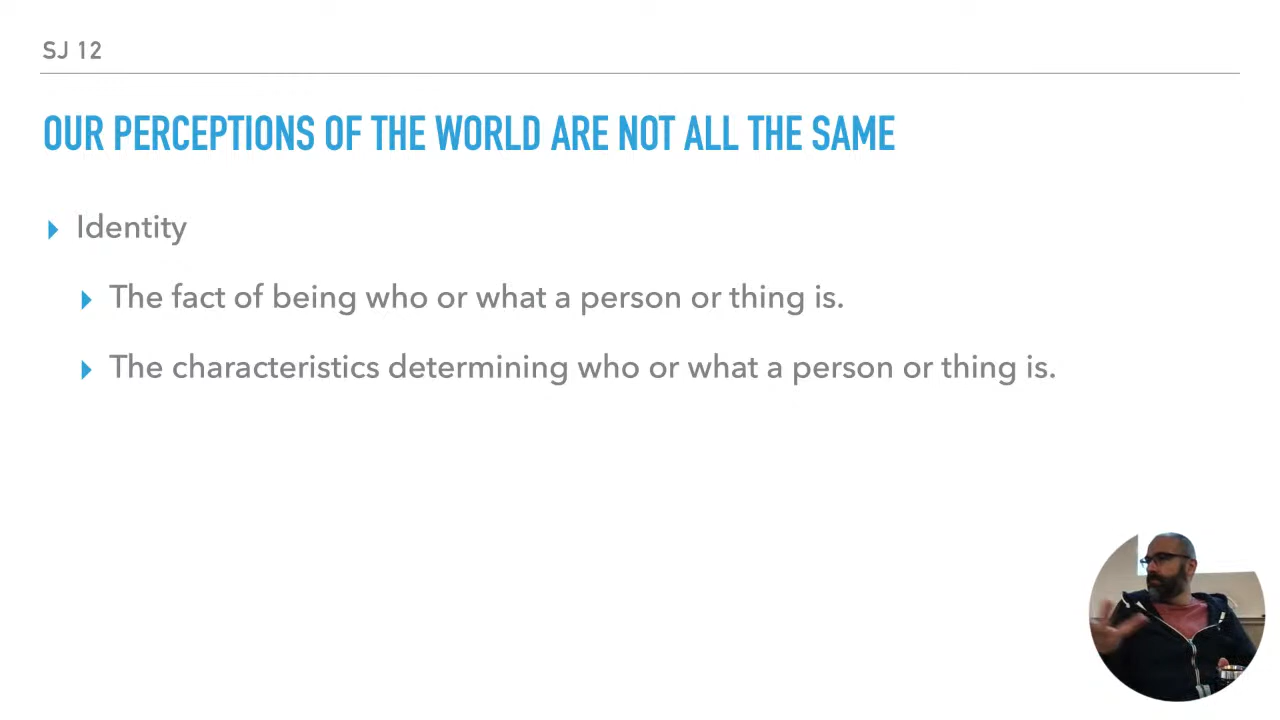 SJ 12
OUR PERCEPTIONS OF THE WORLD ARE NOT ALL THE SAME
Identity
The fact of being who or what a person or thing is.
The characteristics determining who or what a person or thing is.